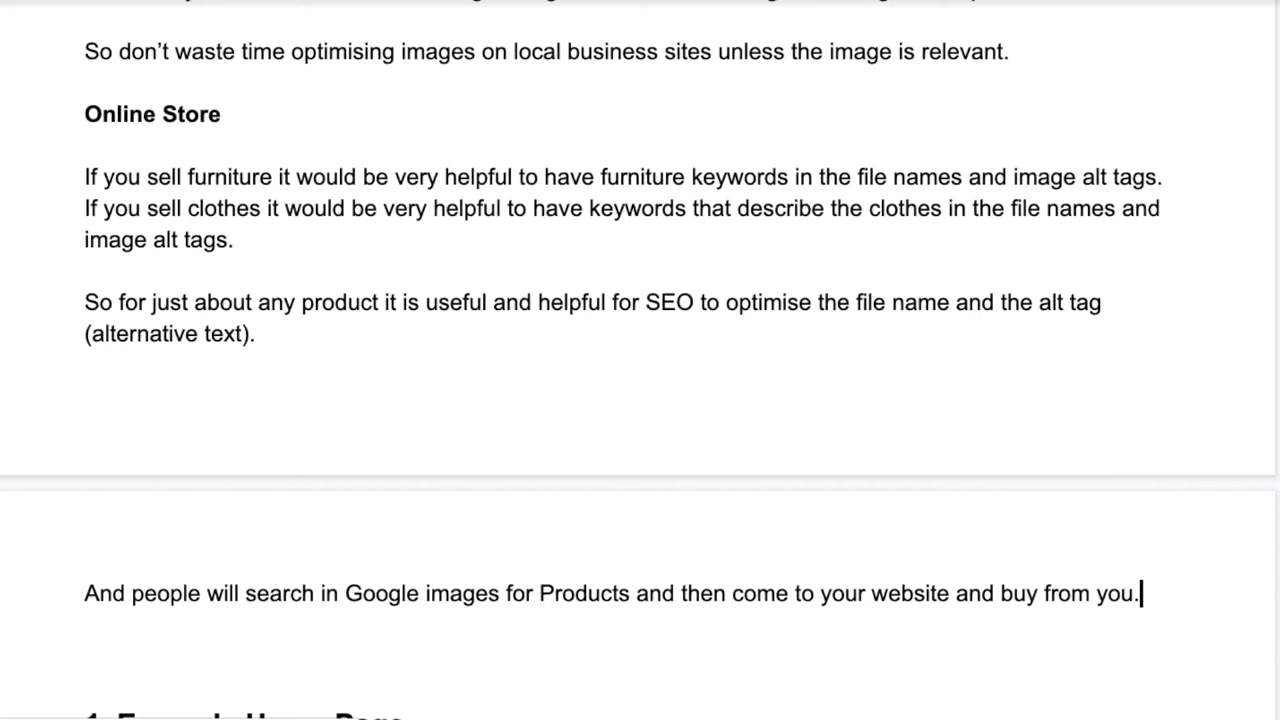 So don’t waste time optimising images on local business sites unless the image is relevant.
Online Store
If you sell furniture it would be very helpful to have furniture keywords in the file names and image alt tags.
If you sell clothes it would be very helpful to have keywords that describe the clothes in the file names and
image alt tags.
So for just about any product it is useful and helpful for SEO to optimise the file name and the alt tag
(alternative text).
And people will search in Google images for Products and then come to your website and buy from you.